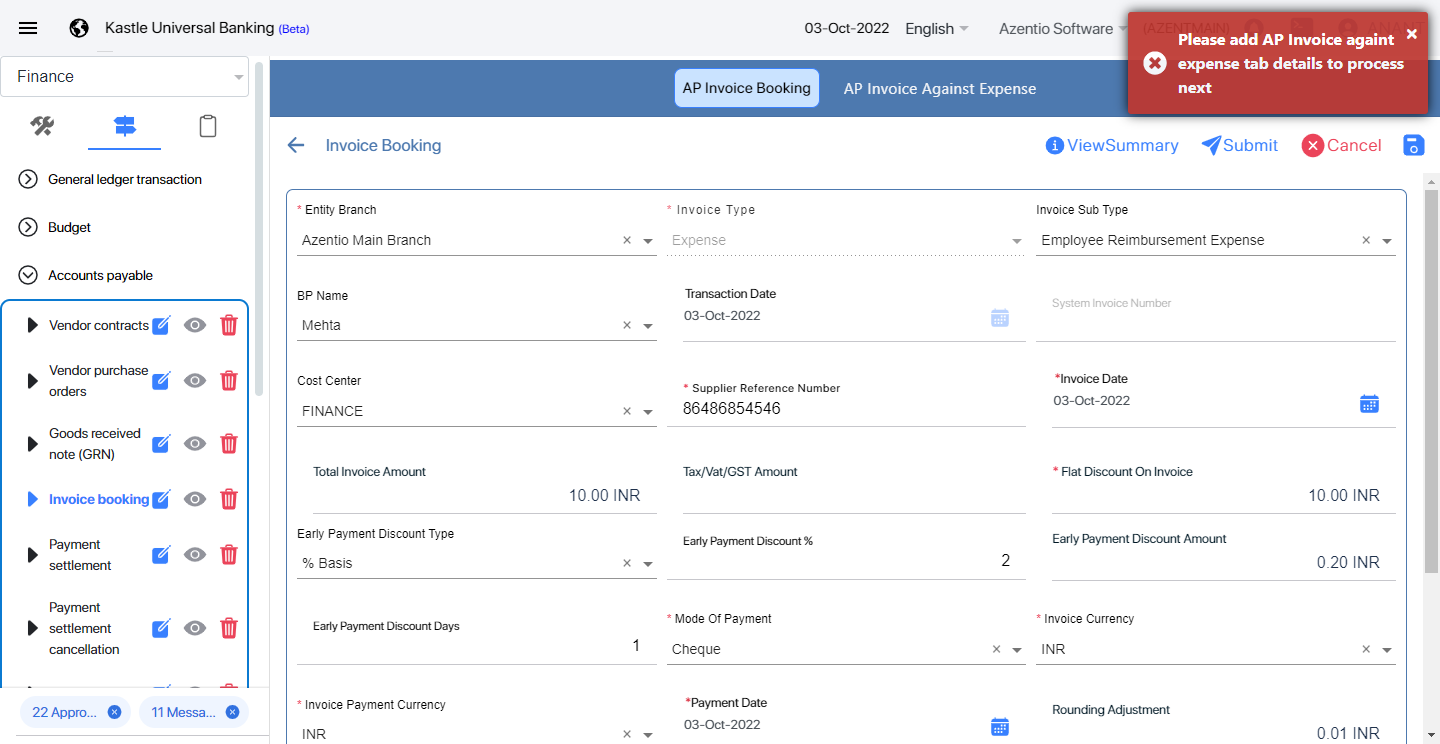 Kastle Universal Banking (Beta)
03-Oct-2022
English
Azentio Software
Please add AP Invoice againt
expense tab details to process
next
Finance
AP Invoice Booking
AP Invoice Against Expense
Invoice Booking
ViewSummary
Submit
Cancel
General ledger transaction
Budget
Accounts payable
Vendor contracts
Vendor purchase
orders
Goods received
note (GRN)
Invoice booking
Payment
settlement
Payment
settlement
cancellation
22 Appro...
11 Messa...
* Entity Branch
Azentio Main Branch
* Invoice Type
Expense
Invoice Sub Type
Employee Reimbursement Expense
BP Name
Mehta
Transaction Date
03-Oct-2022
System Invoice Number
Cost Center
FINANCE
* Supplier Reference Number
86486854546
*Invoice Date
03-Oct-2022
Total Invoice Amount
10.00 INR
Tax/Vat/GST Amount
* Flat Discount On Invoice
10.00 INR
Early Payment Discount Type
% Basis
Early Payment Discount %
2
Early Payment Discount Amount
0.20 INR
Early Payment Discount Days
1
* Mode Of Payment
Cheque
* Invoice Currency
INR
* Invoice Payment Currency
INR
*Payment Date
03-Oct-2022
Rounding Adjustment
0.01 INR